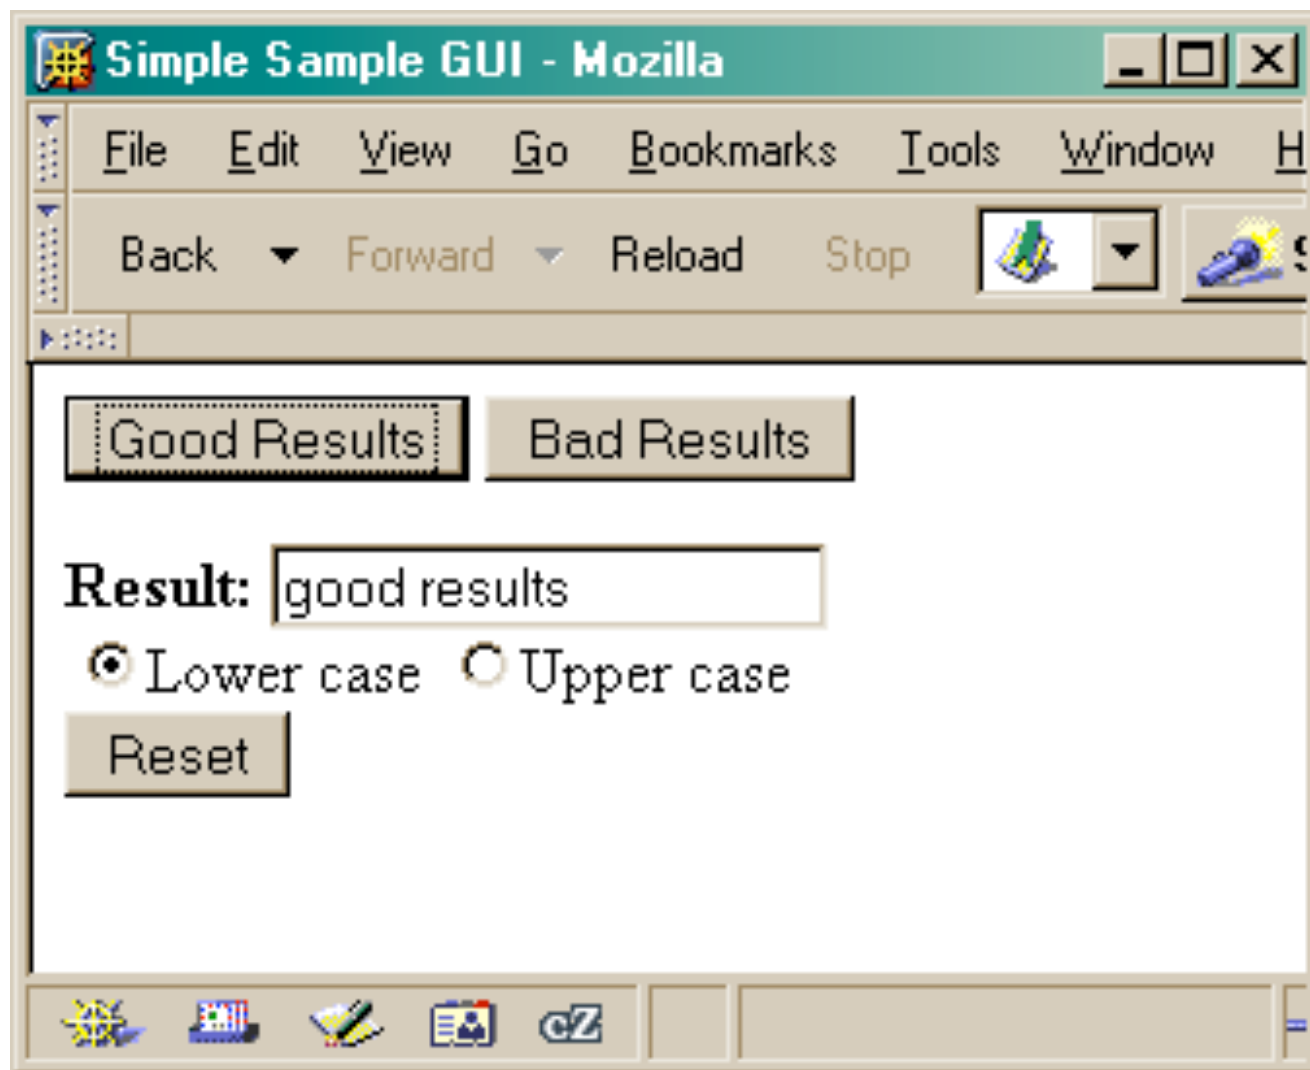 Simple Sample GUI - Mozilla
File Edit View Go Bookmarks Tools Window H
Back Forward Reload Stop
Good Results Bad Results
Result: good results
Lower case Upper case
Reset
cZ